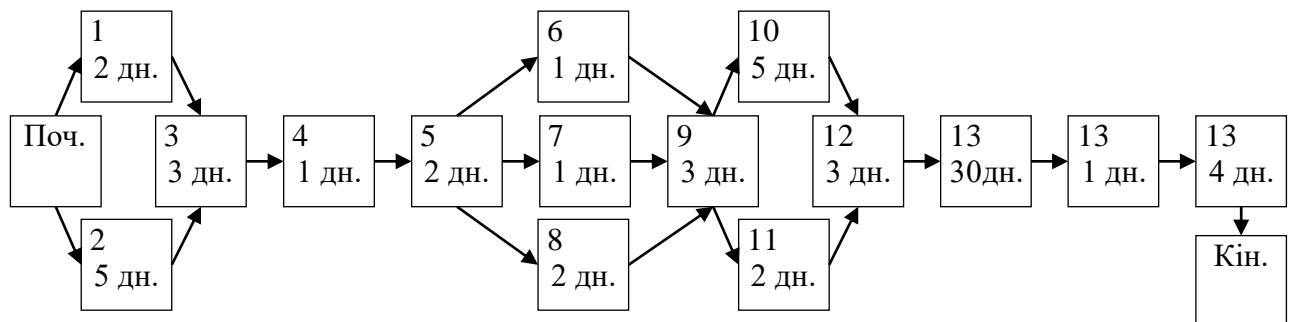 1
2 дн.
6
1 дн.
10
5 дн.
Поч.
3
3 дн.
4
1 дн.
5
2 дн.
7
1 дн.
9
3 дн.
12
3 дн.
13
30дн.
13
1 дн.
13
4 дн.
2
5 дн.
8
2 дн.
11
2 дн.
Кін.